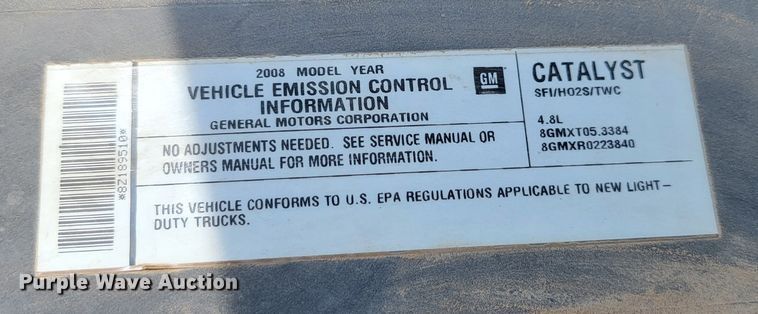 *8Z189510*
2008 MODEL YEAR
VEHICLE EMISSION CONTROL
INFORMATION
GENERAL MOTORS CORPORATION
GM
NO ADJUSTMENTS NEEDED. SEE SERVICE MANUAL OR
OWNERS MANUAL FOR MORE INFORMATION.
THIS VEHICLE CONFORMS TO U.S. EPA REGULATIONS APPLICABLE TO NEW LIGHT-
DUTY TRUCKS.
CATALYST
SFI/HO2S/TWC
4.8L
8GMXT05.3384
8GMXR0223840
Purple Wave Auction